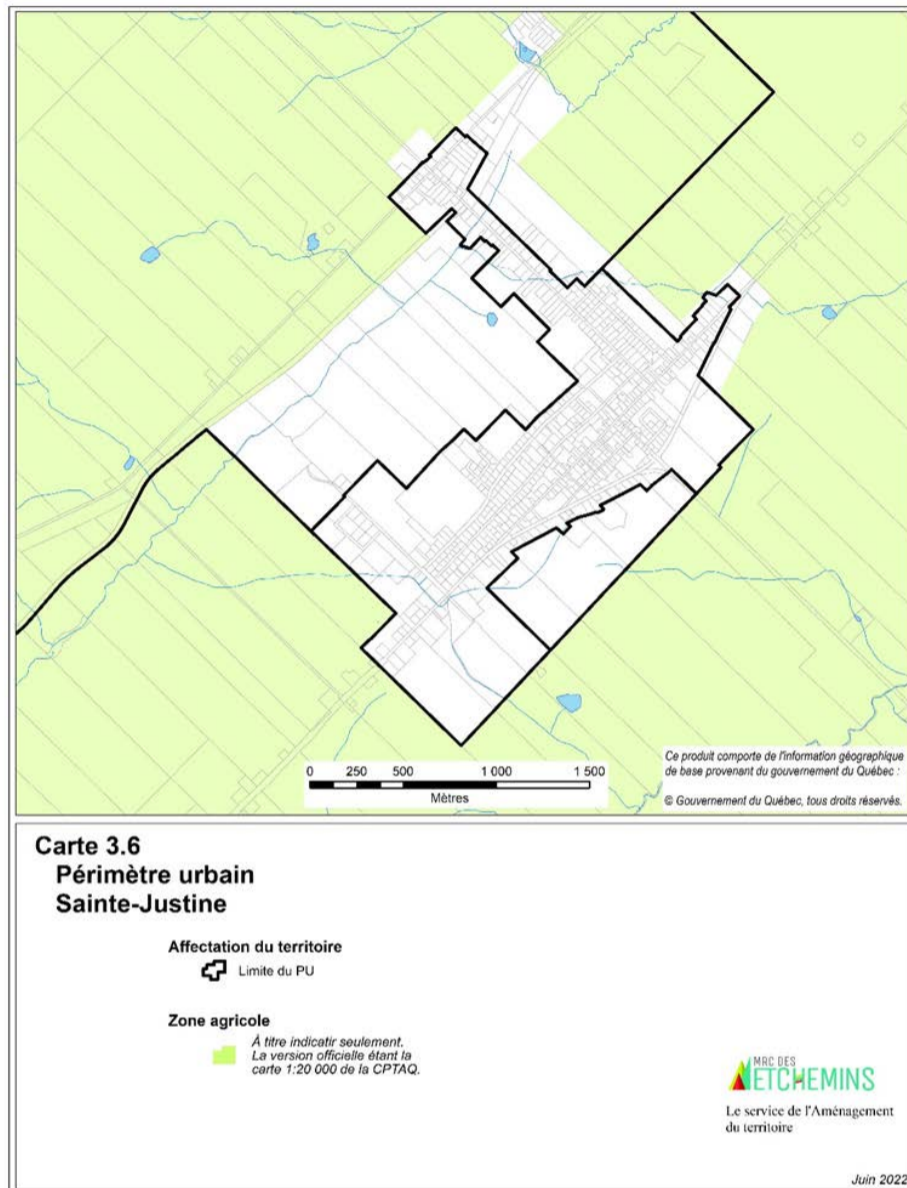 0 250 500 1 000 1 500
Mètres
Ce produit comporte de l'information géographique
de base provenant du gouvernement du Québec :
© Gouvernement du Québec, tous droits réservés.
Carte 3.6
Périmètre urbain
Sainte-Justine
Affectation du territoire
Limite du PU
Zone agricole
À titre indicatif seulement.
La version officielle étant la
carte 1:20 000 de la CPTAQ.
MRC DES
ETCHEMINS
Le service de l'Aménagement
du territoire
Juin 2022